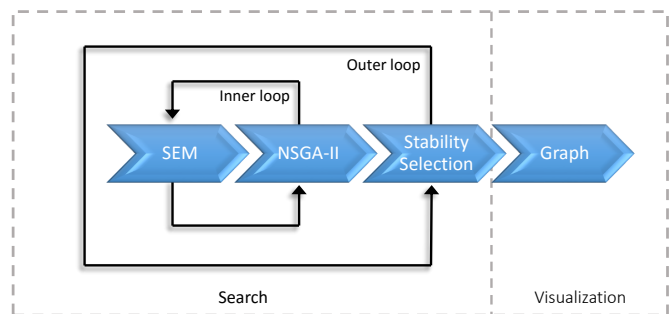 Outer loop
Inner loop
SEM
NSGA-II
Stability
Selection
Graph
Search
Visualization